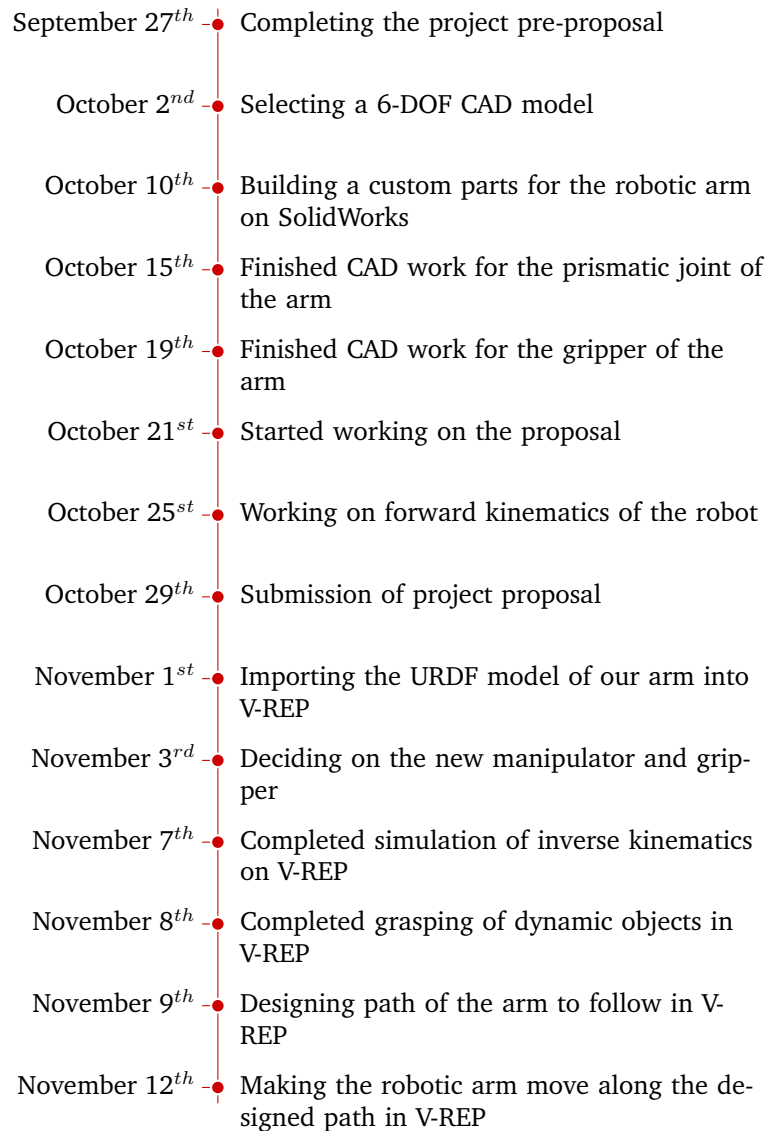 September 27th Completing the project pre-proposal
October 2nd Selecting a 6-DOF CAD model
October 10th Building a custom parts for the robotic arm
on SolidWorks
October 15th Finished CAD work for the prismatic joint of
the arm
October 19th Finished CAD work for the gripper of the
arm
October 21st Started working on the proposal
October 25st Working on forward kinematics of the robot
October 29th Submission of project proposal
November 1st Importing the URDF model of our arm into
V-REP
November 3rd Deciding on the new manipulator and grip-
per
November 7th Completed simulation of inverse kinematics
on V-REP
November 8th Completed grasping of dynamic objects in
V-REP
November 9th Designing path of the arm to follow in V-
REP
November 12th Making the robotic arm move along the de-
signed path in V-REP